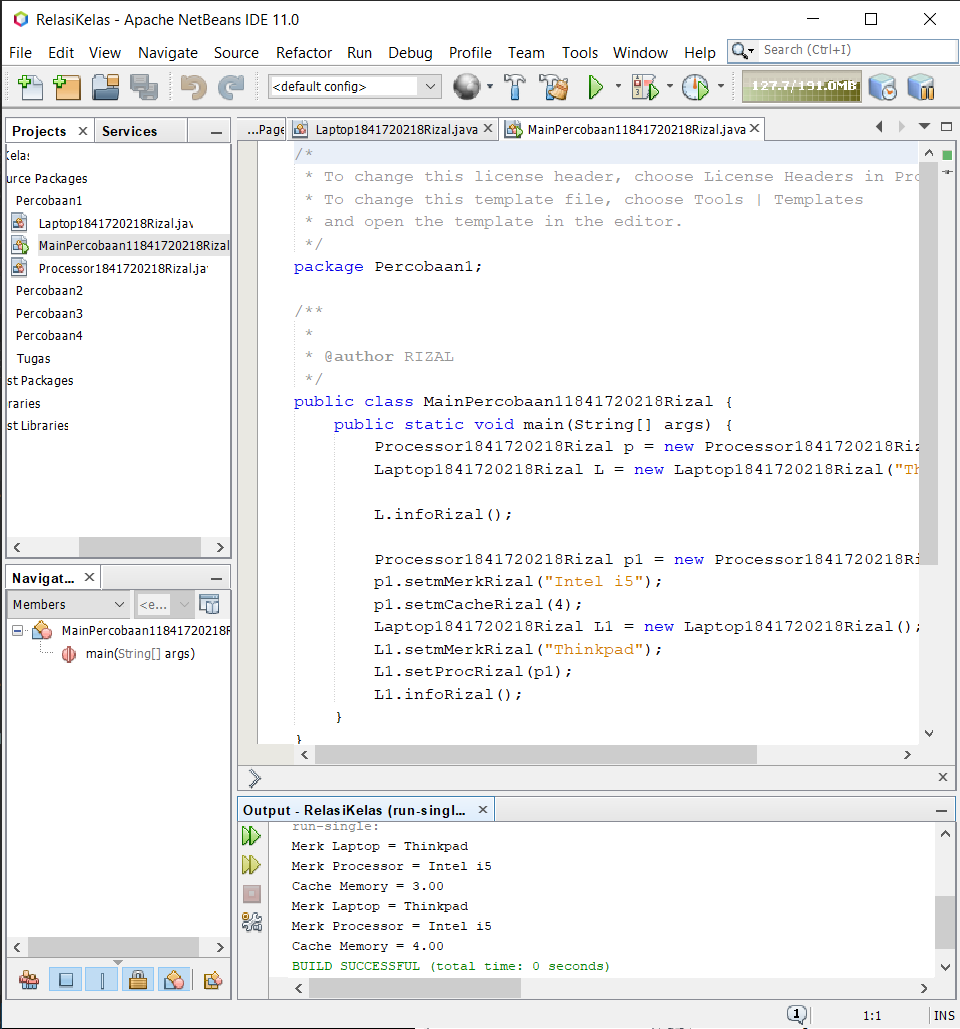 RelasiKelas - Apache NetBeans IDE 11.0
File Edit View Navigate Source Refactor Run Debug Profile Team Tools Window Help Search (Ctrl+I)
<default config> 127.7/191.0MB
Projects Services
...Page Laptop1841720218Rizal.java MainPercobaan11841720218Rizal.java
Kelas
urce Packages
Percobaan1
Laptop1841720218Rizal.jav
MainPercobaan11841720218Rizal
Processor1841720218Rizal.jav
Percobaan2
Percobaan3
Percobaan4
Tugas
st Packages
raries
st Libraries
/*
* To change this license header, choose License Headers in Pro
* To change this template file, choose Tools | Templates
* and open the template in the editor.
*/
package Percobaan1;
/**
*
* @author RIZAL
*/
public class MainPercobaan11841720218Rizal {
public static void main(String[] args) {
Processor1841720218Rizal p = new Processor1841720218Riz
Laptop1841720218Rizal L = new Laptop1841720218Rizal("Th
L.infoRizal();
Processor1841720218Rizal p1 = new Processor1841720218Ri
p1.setmMerkRizal("Intel i5");
p1.setmCacheRizal(4);
Laptop1841720218Rizal L1 = new Laptop1841720218Rizal();
L1.setmMerkRizal("Thinkpad");
L1.setProcRizal(p1);
L1.infoRizal();
}
}
Navigat...
Members <e...
MainPercobaan11841720218R
main(String[] args)
Output - RelasiKelas (run-singl...
run-single:
Merk Laptop = Thinkpad
Merk Processor = Intel i5
Cache Memory = 3.00
Merk Laptop = Thinkpad
Merk Processor = Intel i5
Cache Memory = 4.00
BUILD SUCCESSFUL (total time: 0 seconds)
1 1:1 INS